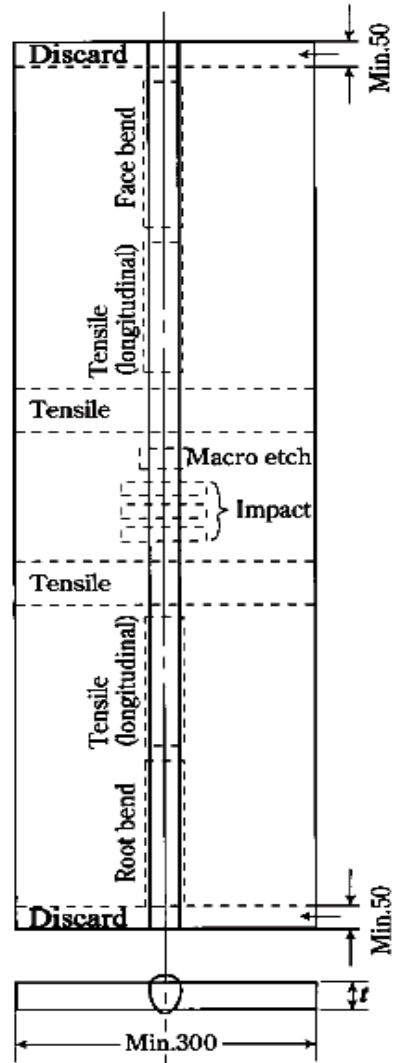 Discard
Min.50
Face bend
Tensile
(longitudinal)
Tensile
Macro etch
Impact
Tensile
Tensile
(longitudinal)
Root bend
Discard
Min.50
t
Min.300